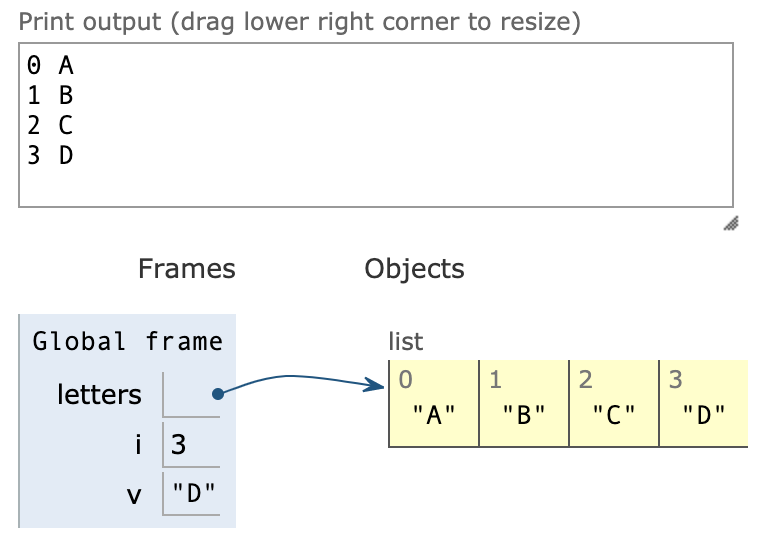 Print output (drag lower right corner to resize)
0 A
1 B
2 C
3 D
Frames Objects
Global frame
letters
i 3
v "D"
list
0 1 2 3
"A" "B" "C" "D"